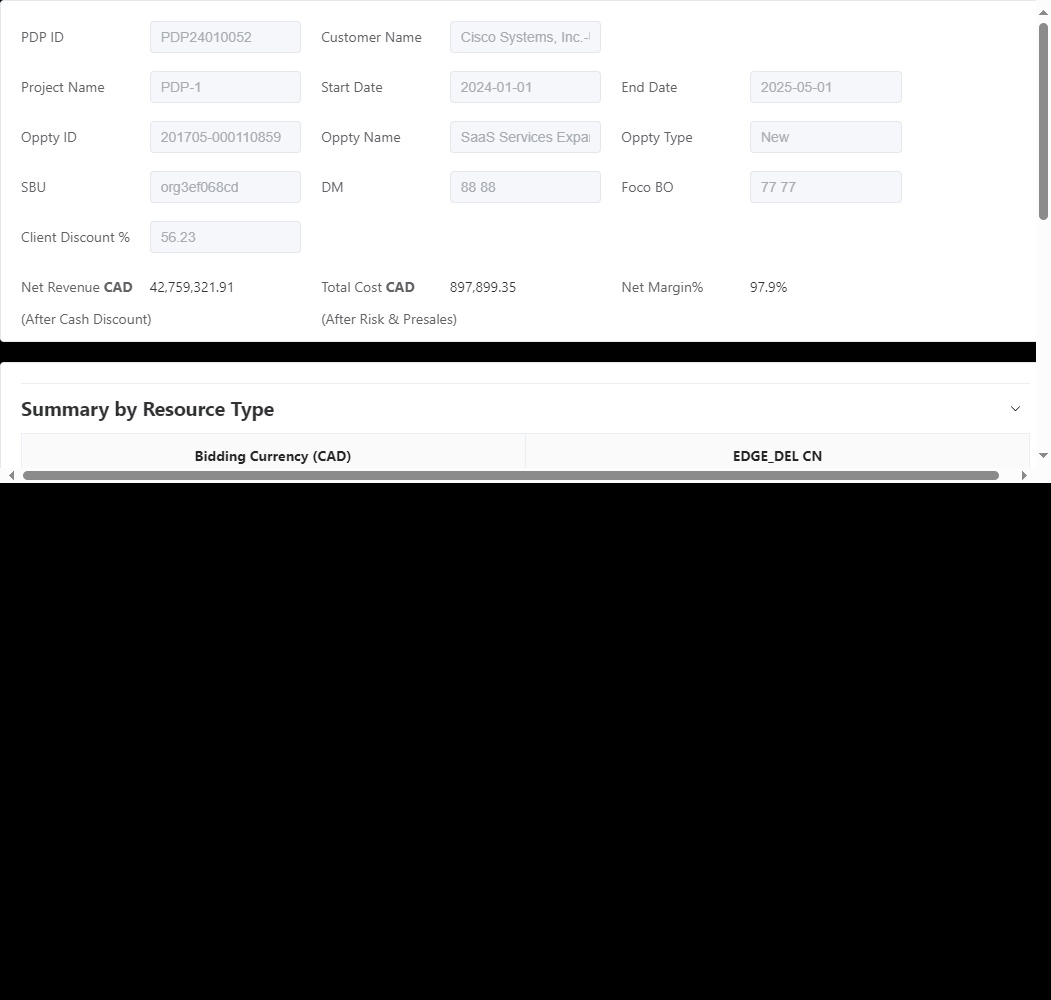 PDP ID PDP24010052 Customer Name Cisco Systems, Inc.-
Project Name PDP-1 Start Date 2024-01-01 End Date 2025-05-01
Oppty ID 201705-000110859 Oppty Name SaaS Services Expa Oppty Type New
SBU org3ef068cd DM 88 88 Foco BO 77 77
Client Discount % 56.23
Net Revenue CAD 42,759,321.91 Total Cost CAD 897,899.35 Net Margin% 97.9%
(After Cash Discount) (After Risk & Presales)
Summary by Resource Type
Bidding Currency (CAD) EDGE_DEL CN